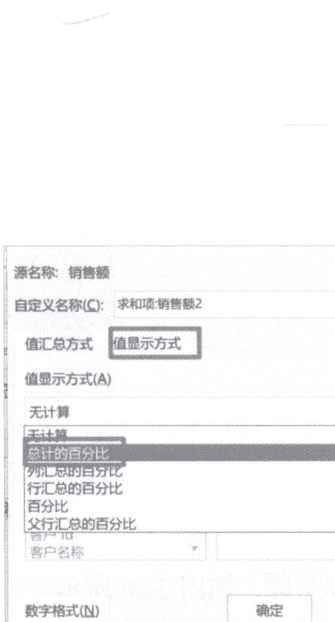 源名称: 销售额
自定义名称(C): 求和项:销售额2
值汇总方式 值显示方式
值显示方式(A)
无计算
无计算
总计的百分比
列汇总的百分比
行汇总的百分比
百分比
父行汇总的百分比
客户 Id
客户名称
数字格式(N) 确定